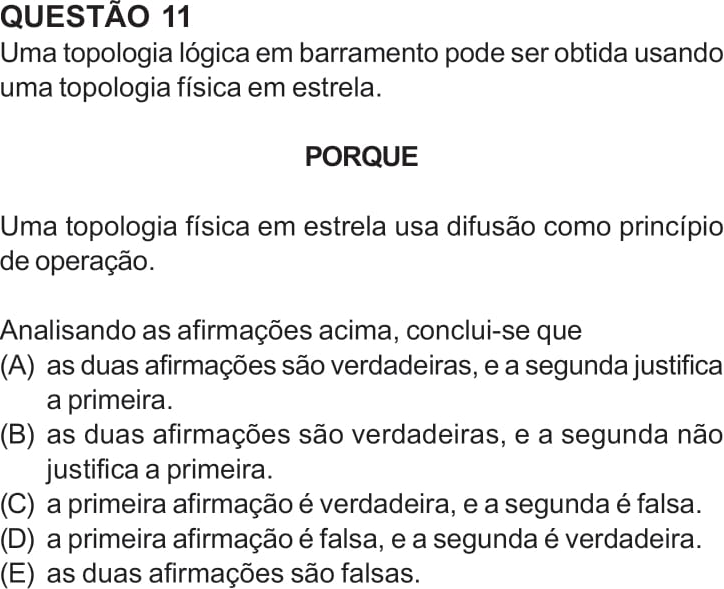 QUESTÃO 11
Uma topologia lógica em barramento pode ser obtida usando
uma topologia física em estrela.
PORQUE
Uma topologia física em estrela usa difusão como princípio
de operação.
Analisando as afirmações acima, conclui-se que
(A) as duas afirmações são verdadeiras, e a segunda justifica
a primeira.
(B) as duas afirmações são verdadeiras, e a segunda não
justifica a primeira.
(C) a primeira afirmação é verdadeira, e a segunda é falsa.
(D) a primeira afirmação é falsa, e a segunda é verdadeira.
(E) as duas afirmações são falsas.